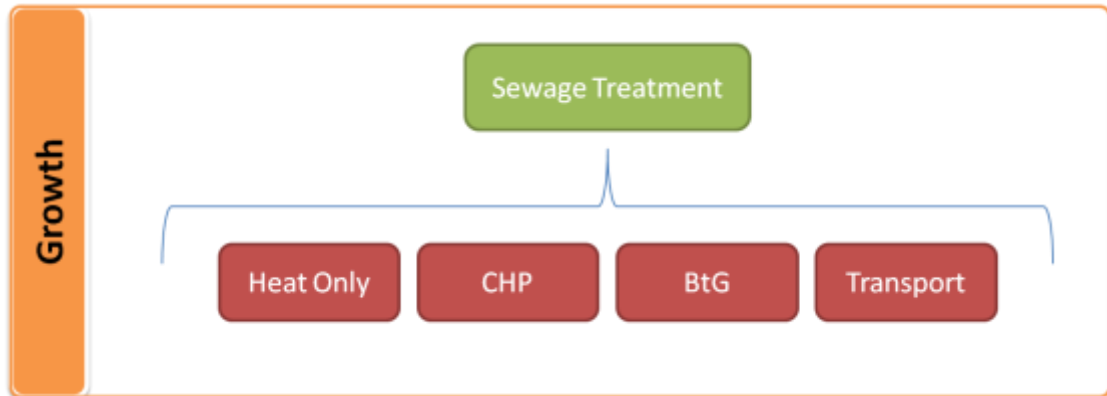 Growth
Sewage Treatment
Heat Only
CHP
BtG
Transport